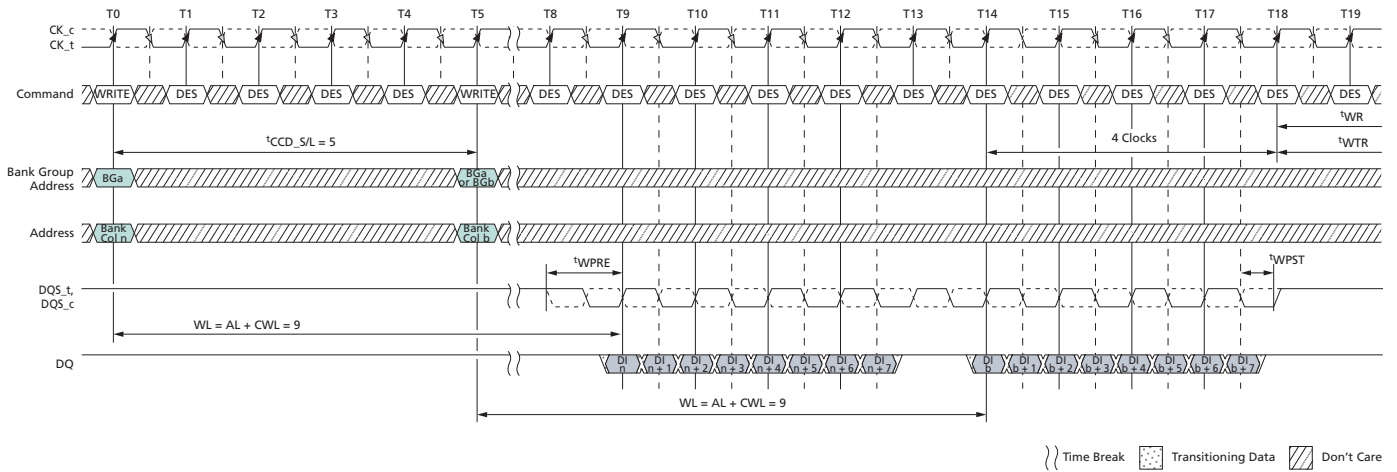 T0 T1 T2 T3 T4 T5 T8 T9 T10 T11 T12 T13 T14 T15 T16 T17 T18 T19
CK_c
CK_t
Command WRITE DES DES DES DES WRITE DES DES DES DES DES DES DES DES DES DES DES DES
tWR
tCCD_S/L = 5
4 Clocks
tWTR
Bank Group
Address
BGa
BGa
or BGb
Address
Bank
Col n
Bank
Col b
tWPRE
tWPST
DQS_t,
DQS_c
WL = AL + CWL = 9
DQ
DI
n
DI
n + 1
DI
n + 2
DI
n + 3
DI
n + 4
DI
n + 5
DI
n + 6
DI
n + 7
DI
b
DI
b + 1
DI
b + 2
DI
b + 3
DI
b + 4
DI
b + 5
DI
b + 6
DI
b + 7
WL = AL + CWL = 9
Time Break Transitioning Data Don't Care